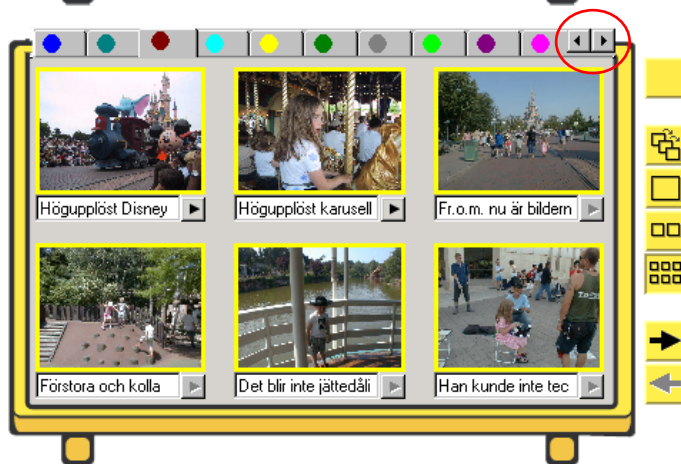 Högupplöst Disney
Högupplöst karusell
Fr.o.m. nu är bildern
Förstora och kolla
Det blir inte jättedåli
Han kunde inte tec